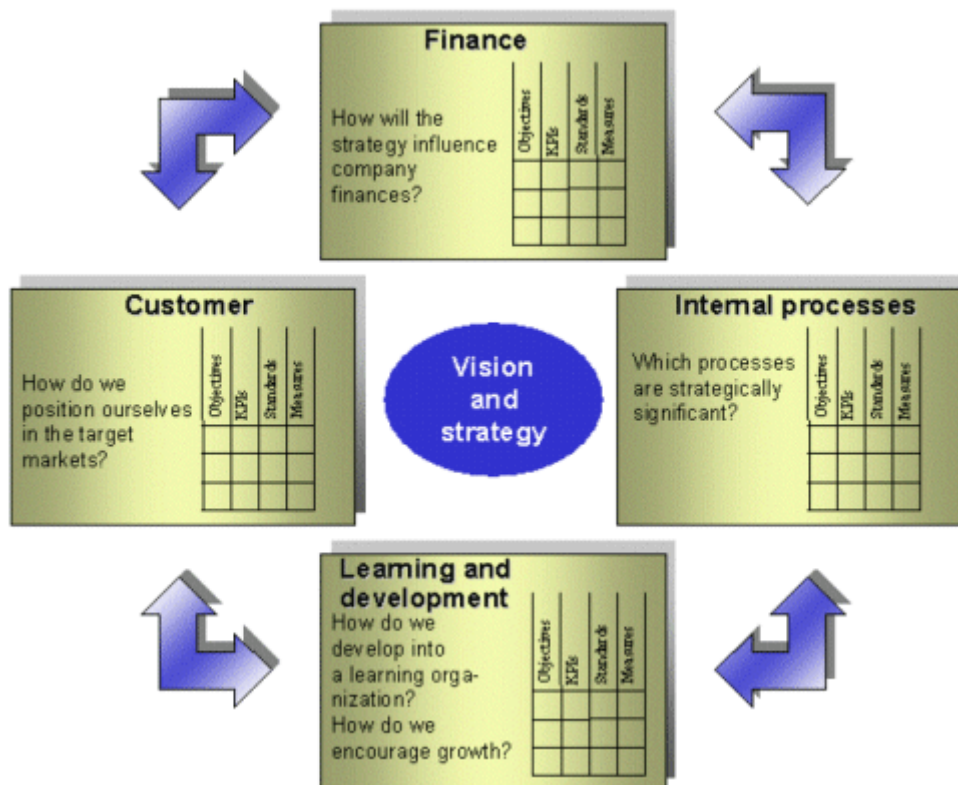 Finance
How will the
strategy influence
company
finances?
Objectives
KPIs
Standards
Measures
Customer
How do we
position ourselves
in the target
markets?
Objectives
KPIs
Standards
Measures
Vision
and
strategy
Internal processes
Which processes
are strategically
significant?
Objectives
KPIs
Standards
Measures
Learning and
development
How do we
develop into
a learning orga-
nization?
How do we
encourage growth?
Objectives
KPIs
Standards
Measures